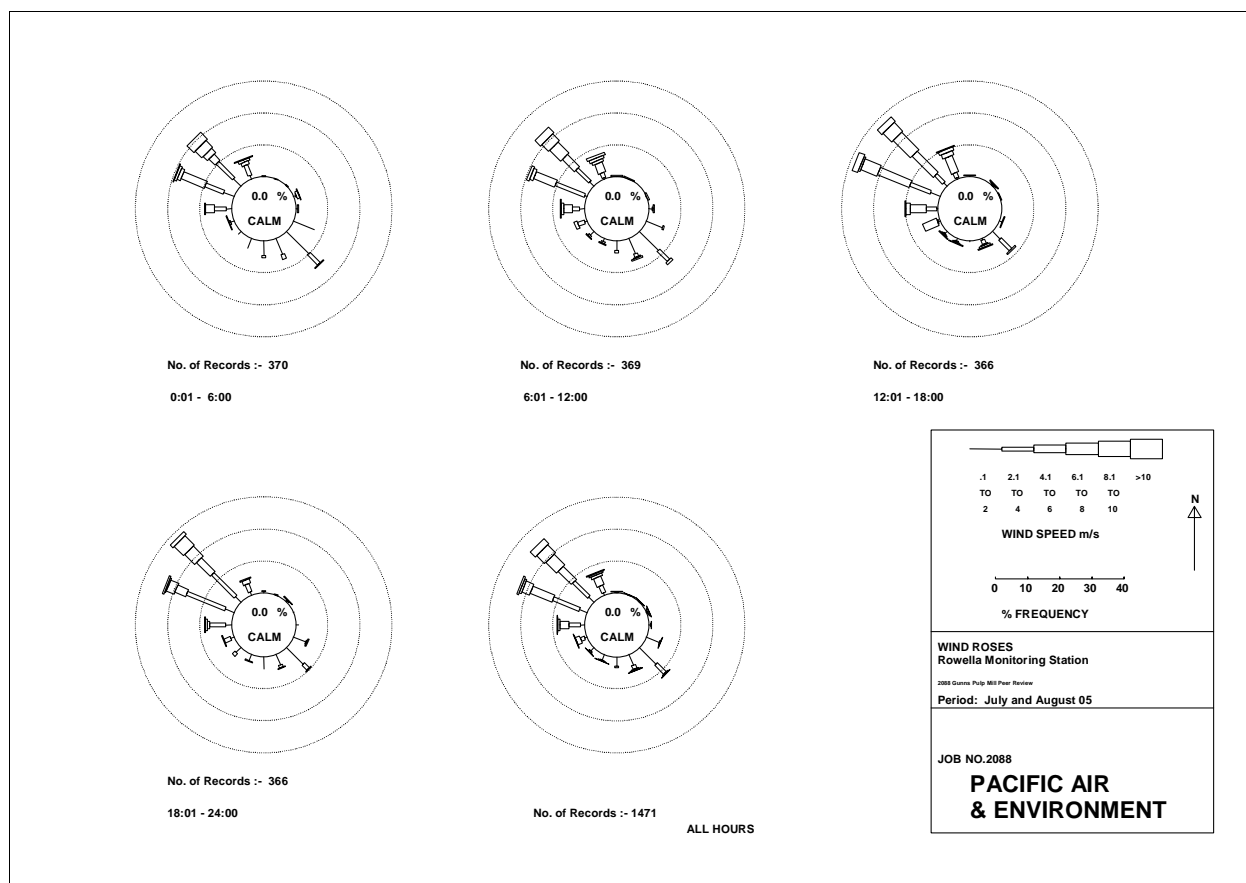 0.0 %
CALM
No. of Records :- 370
0:01 - 6:00
0.0 %
CALM
No. of Records :- 369
6:01 - 12:00
0.0 %
CALM
No. of Records :- 366
12:01 - 18:00
0.0 %
CALM
No. of Records :- 366
18:01 - 24:00
0.0 %
CALM
No. of Records :- 1471
ALL HOURS
.1 2.1 4.1 6.1 8.1 >10
TO TO TO TO TO
2 4 6 8 10
WIND SPEED m/s
N
0 10 20 30 40
% FREQUENCY
WIND ROSES
Rowella Monitoring Station
2088 Gunns Pulp Mill Peer Review
Period: July and August 05
JOB NO.2088
PACIFIC AIR
& ENVIRONMENT